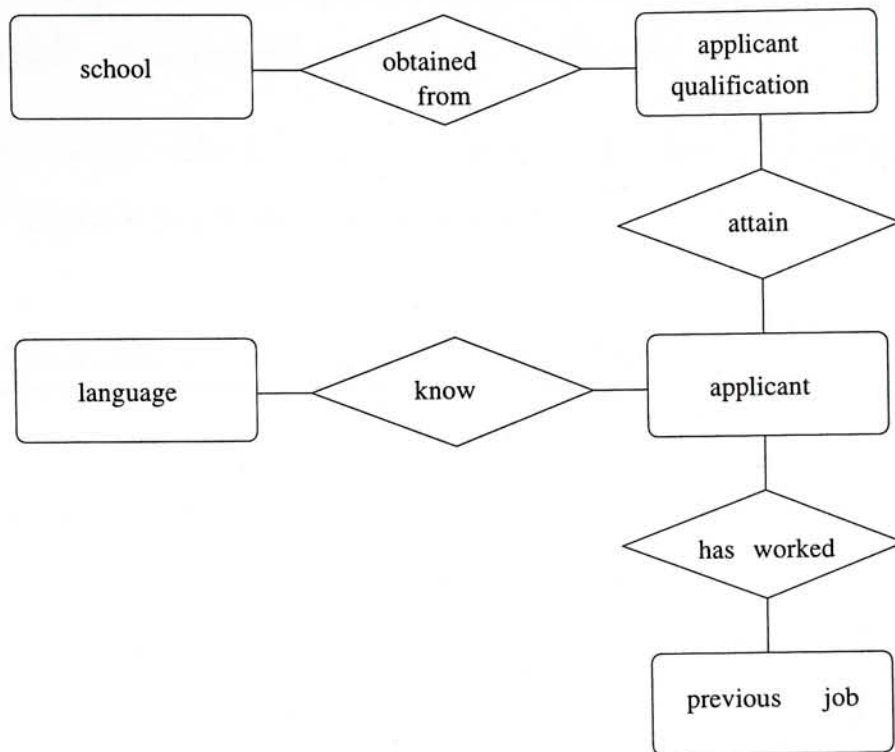 school
obtained
from
applicant
qualification
attain
language
know
applicant
has worked
previous job